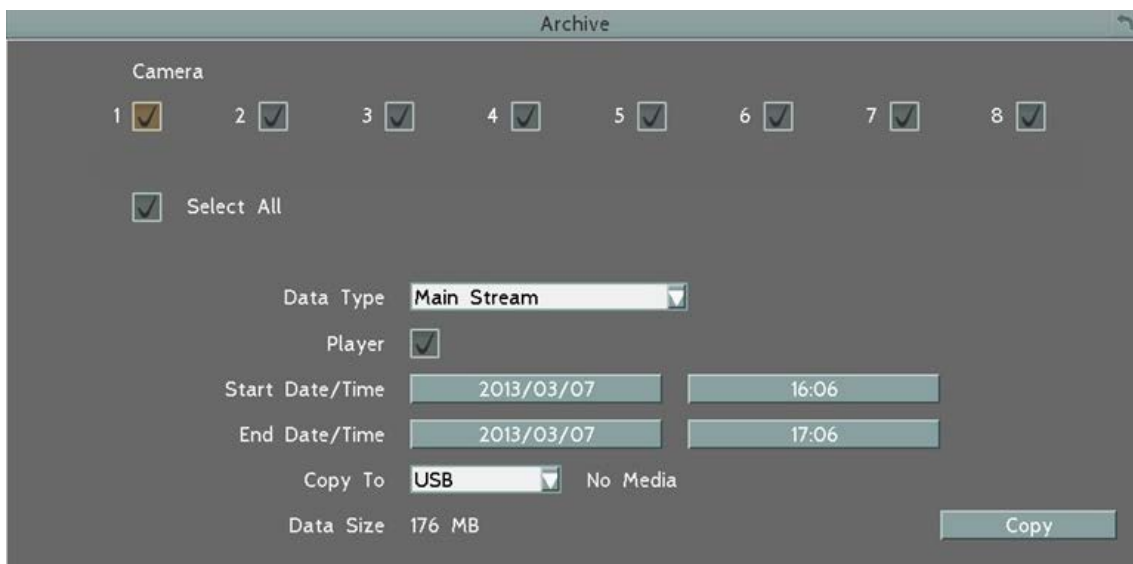 Archive
Camera
1 2 3 4 5 6 7 8
Select All
Data Type Main Stream
Player
Start Date/Time 2013/03/07 16:06
End Date/Time 2013/03/07 17:06
Copy To USB No Media
Data Size 176 MB Copy